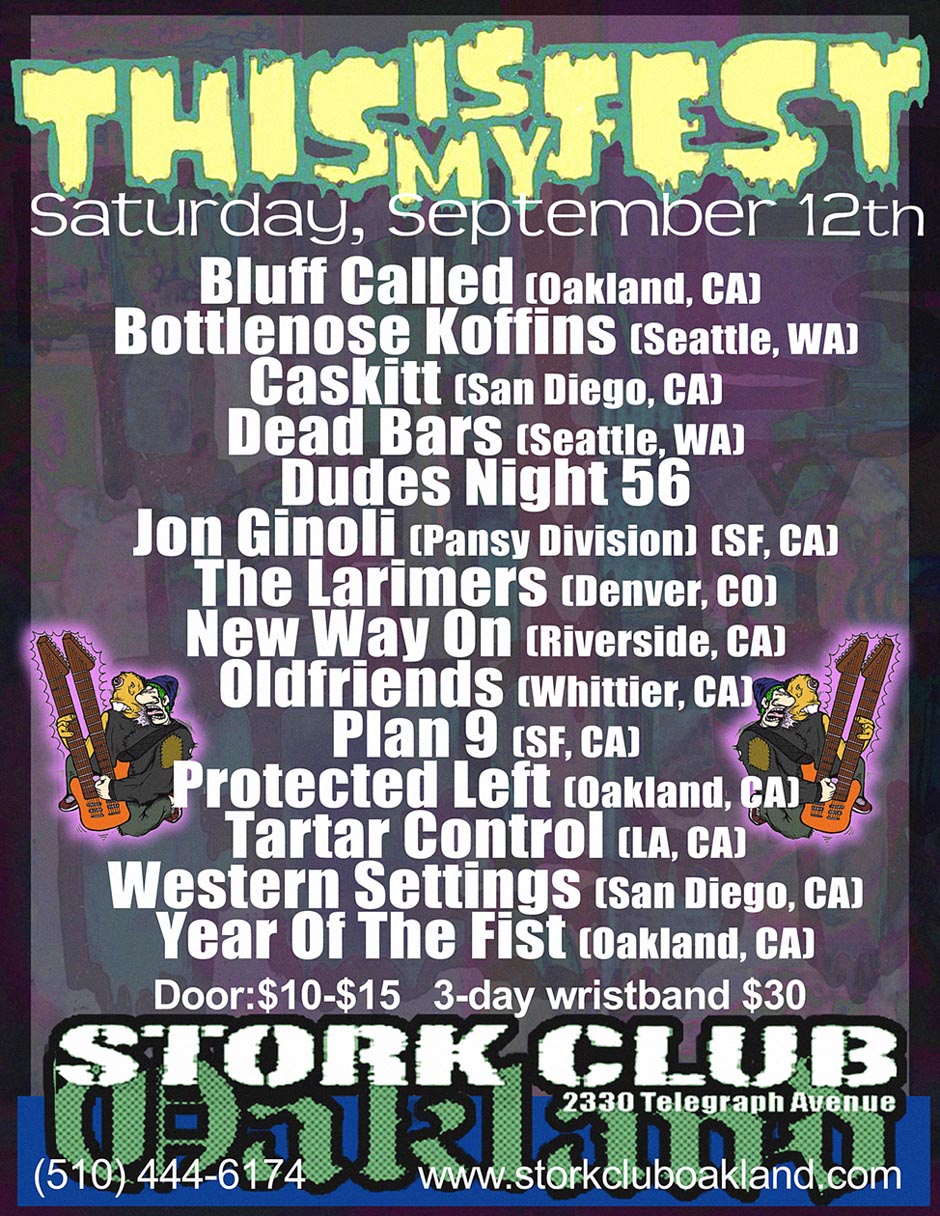 THIS IS MY FEST
Saturday, September 12th
Bluff Called (Oakland, CA)
Bottlenose Koffins (Seattle, WA)
Caskitt (San Diego, CA)
Dead Bars (Seattle, WA)
Dudes Night 56
Jon Ginoli (Pansy Division) (SF, CA)
The Larimers (Denver, CO)
New Way On (Riverside, CA)
Oldfriends (Whittier, CA)
Plan 9 (SF, CA)
Protected Left (Oakland, CA)
Tartar Control (LA, CA)
Western Settings (San Diego, CA)
Year Of The Fist (Oakland, CA)
Door:$10-$15 3-day wristband $30
STORK CLUB
Oakland
2330 Telegraph Avenue
(510) 444-6174 www.storkcluboakland.com